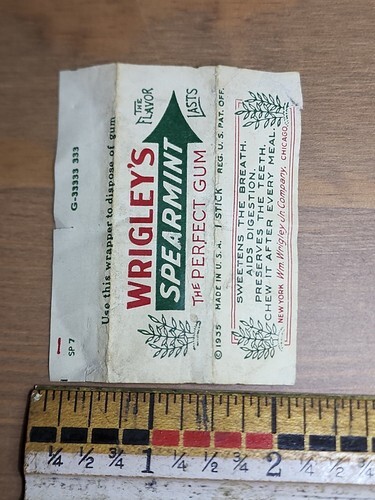 G-33333 333
SP 7
Use this wrapper to dispose of gum
THE
FLAVOR
LASTS
WRIGLEY'S
SPEARMINT
THE PERFECT GUM
© 1935 MADE IN U.S.A. 1 STICK REG. U.S. PAT. OFF.
SWEETENS THE BREATH.
AIDS DIGESTION.
PRESERVES THE TEETH.
CHEW IT AFTER EVERY MEAL.
NEW YORK Wm. Wrigley Jr. Company, CHICAGO
1/4 1/2 3/4 1 1/4 1/2 3/4 2 1/4 1/2 3/4